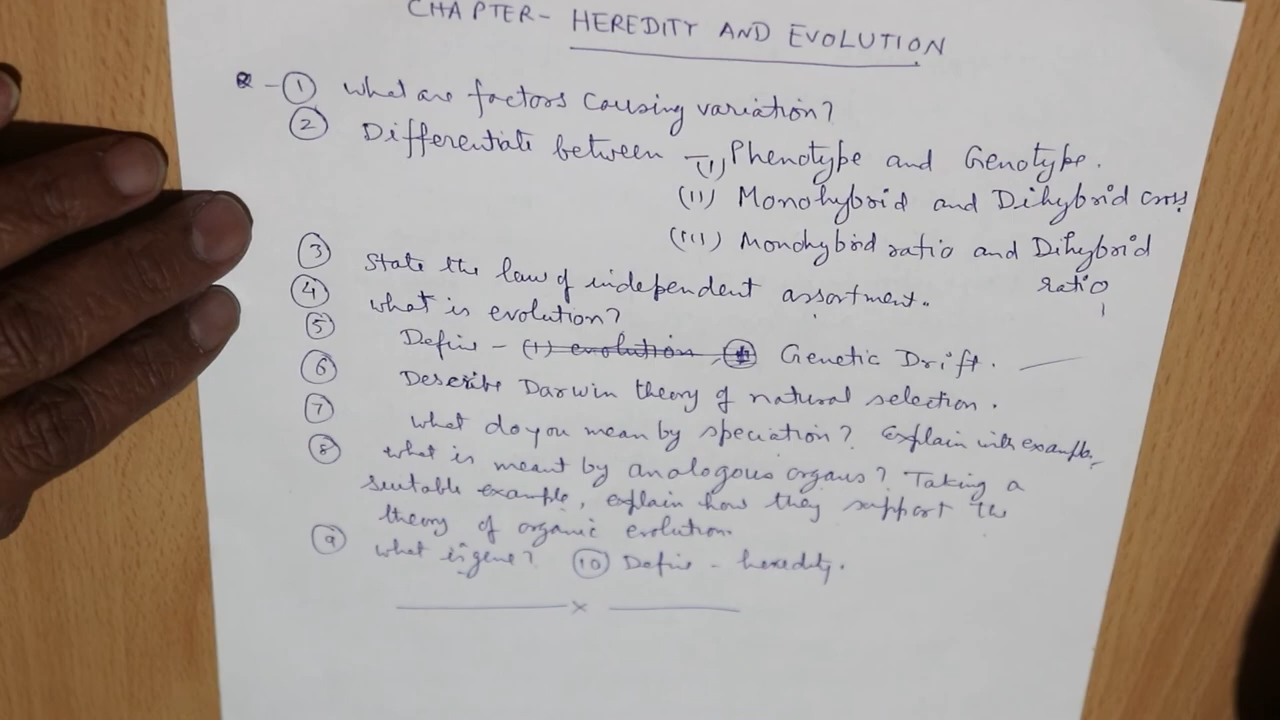 CHAPTER- HEREDITY AND EVOLUTION
Q - ① What are factors causing variation?
② Differentiate between (i) Phenotype and Genotype.
(ii) Monohybrid and Dihybrid cross
(iii) Monohybrid ratio and Dihybrid ratio
③ State the law of independent assortment.
④ what is evolution?
⑤ Define - (1) evolution Genetic Drift.
⑥ Describe Darwin theory of natural selection.
⑦ what do you mean by speciation? Explain with example.
⑧ what is meant by analogous organs? Taking a
suitable example, explain how they support the
theory of organic evolution.
⑨ what is gene? ⑩ Define - heredity.
x